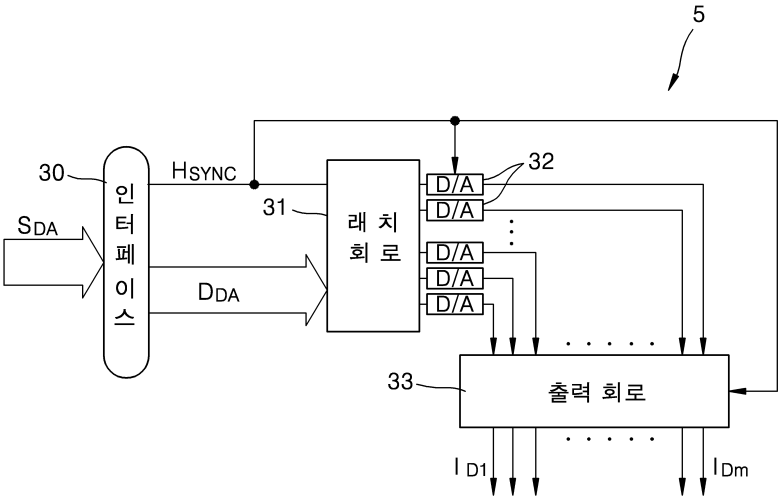 5
30
HSYNC
32
D/A
D/A
31
SDA
인터페이스
래 치
회 로
D/A
D/A
D/A
DDA
33
출력 회로
ID1
IDm